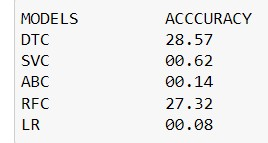 MODELS ACCCURACY
DTC 28.57
SVC 00.62
ABC 00.14
RFC 27.32
LR 00.08